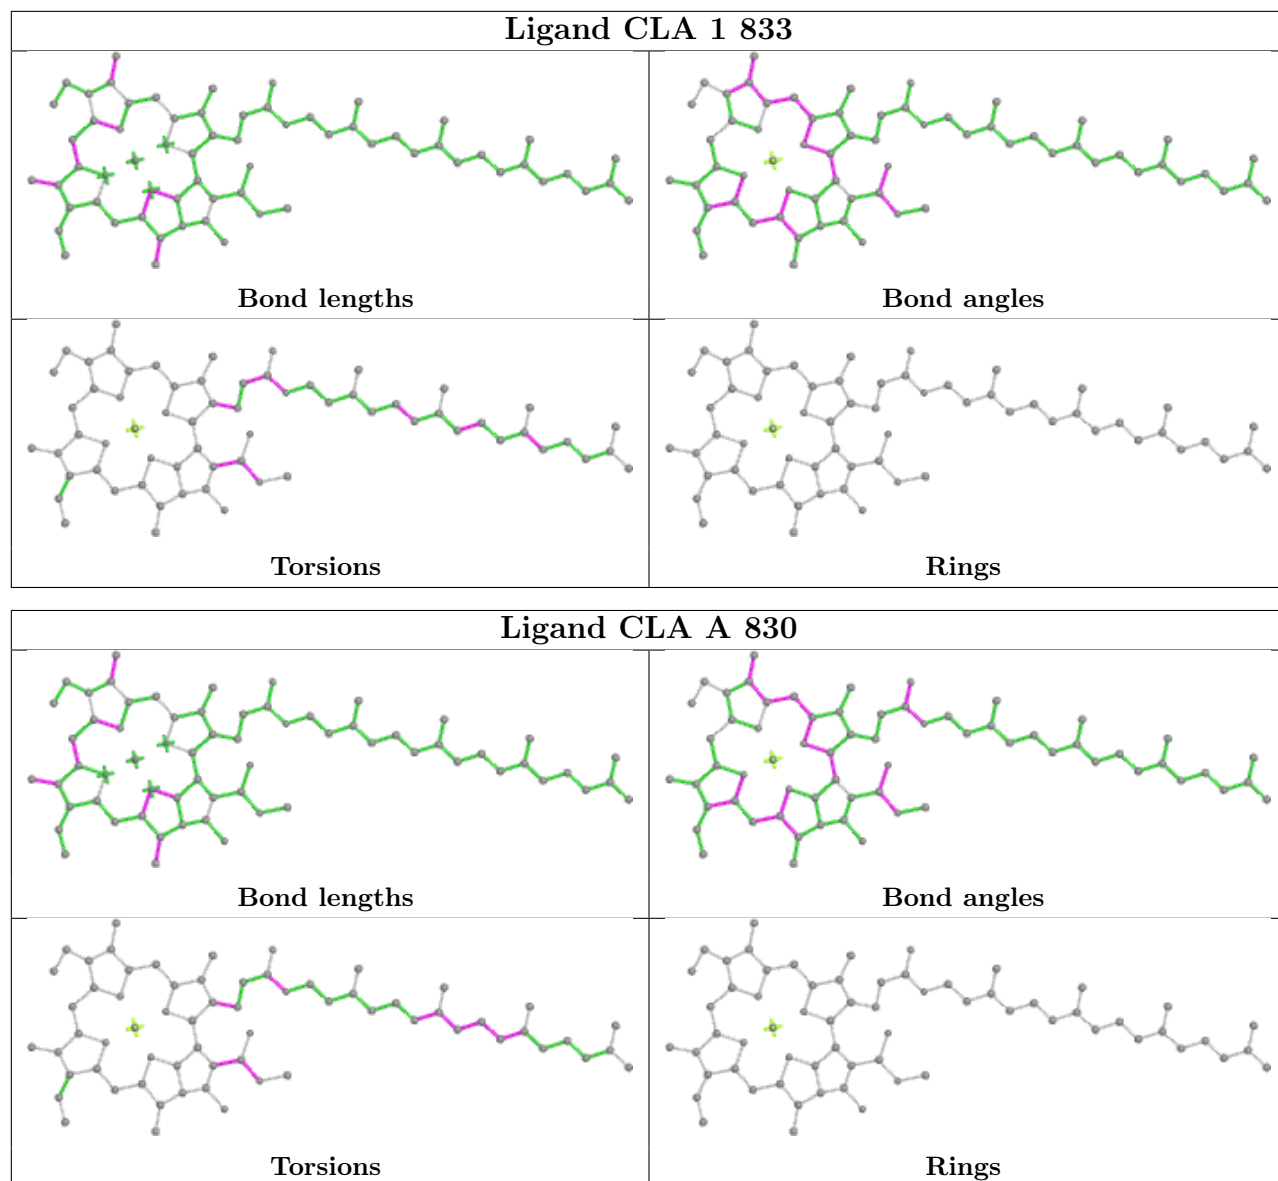 Ligand CLA 1 833
Bond lengths
Bond angles
Torsions
Rings
Ligand CLA A 830
Bond lengths
Bond angles
Torsions
Rings